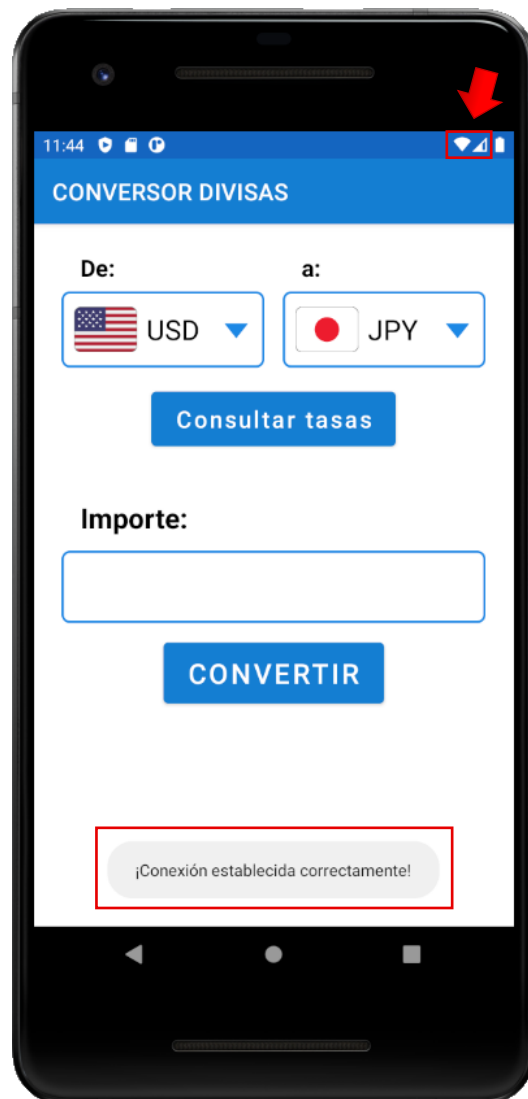 11:44
CONVERSOR DIVISAS
De: a:
USD JPY
Consultar tasas
Importe:
CONVERTIR
¡Conexión establecida correctamente!